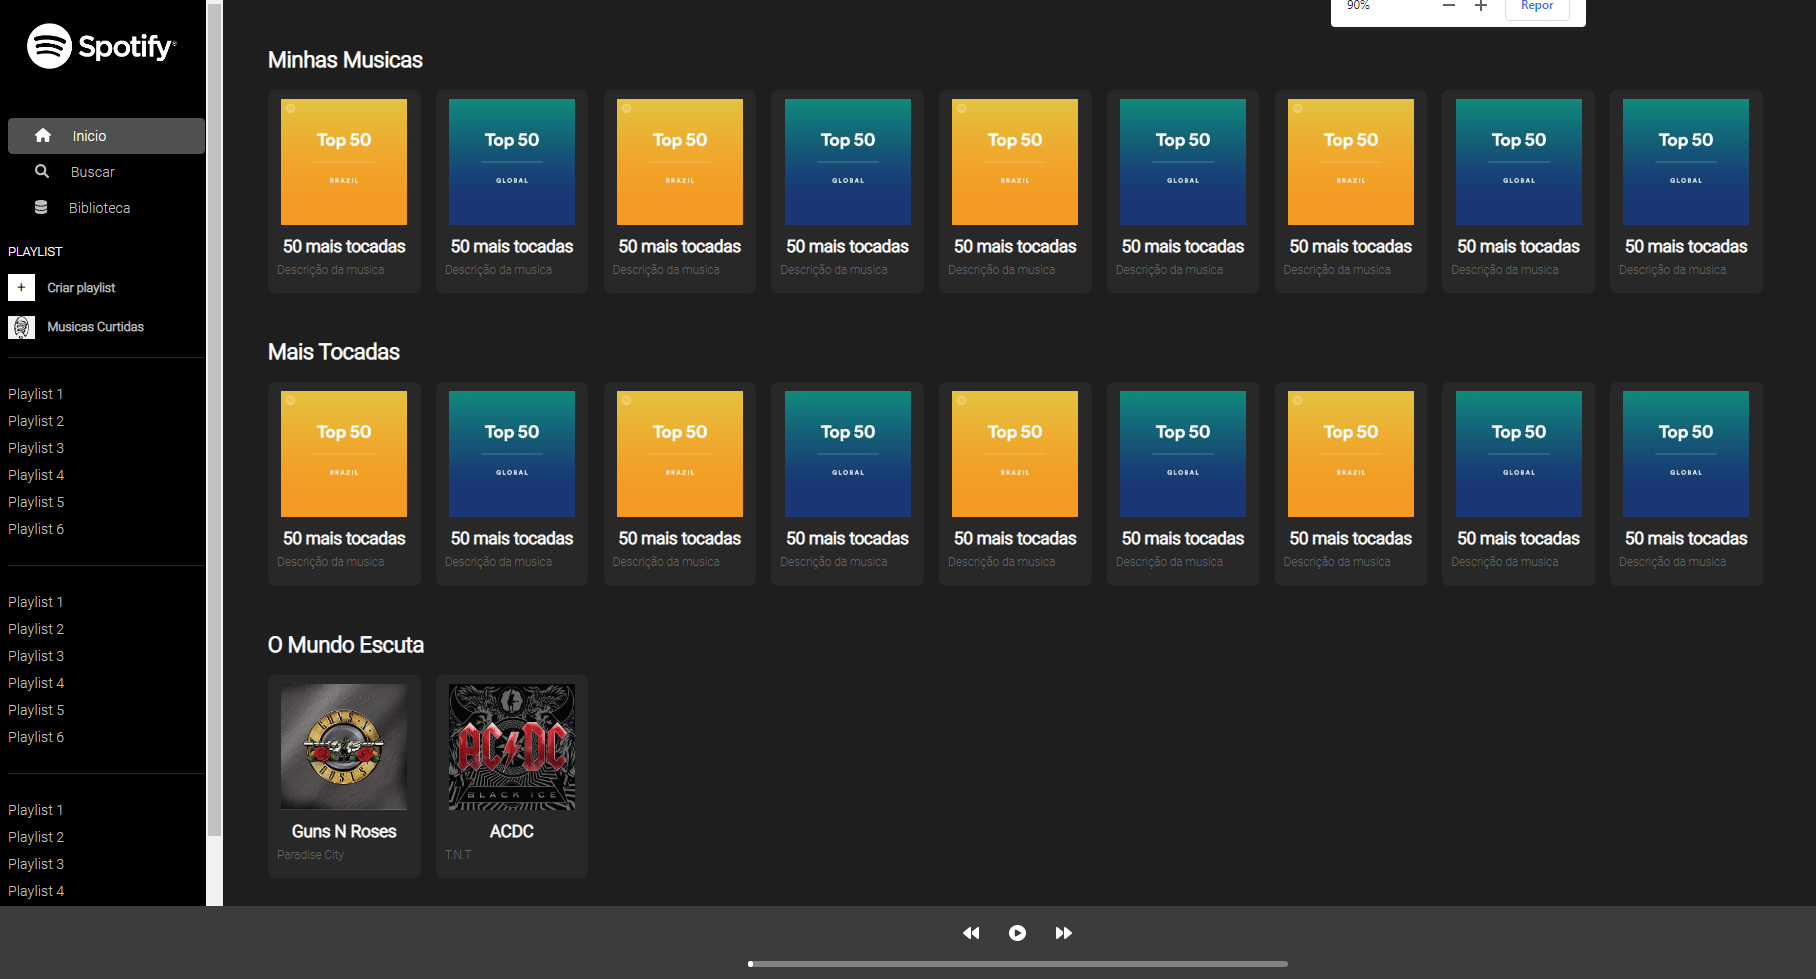 90%
Repor
Spotify®
Inicio
Buscar
Biblioteca
PLAYLIST
+ Criar playlist
Musicas Curtidas
Playlist 1
Playlist 2
Playlist 3
Playlist 4
Playlist 5
Playlist 6
Playlist 1
Playlist 2
Playlist 3
Playlist 4
Playlist 5
Playlist 6
Playlist 1
Playlist 2
Playlist 3
Playlist 4
Minhas Musicas
Top 50 Top 50 Top 50 Top 50 Top 50 Top 50 Top 50 Top 50 Top 50
BRAZIL GLOBAL BRAZIL GLOBAL BRAZIL GLOBAL BRAZIL GLOBAL GLOBAL
50 mais tocadas 50 mais tocadas 50 mais tocadas 50 mais tocadas 50 mais tocadas 50 mais tocadas 50 mais tocadas 50 mais tocadas 50 mais tocadas
Descrição da musica Descrição da musica Descrição da musica Descrição da musica Descrição da musica Descrição da musica Descrição da musica Descrição da musica Descrição da musica
Mais Tocadas
Top 50 Top 50 Top 50 Top 50 Top 50 Top 50 Top 50 Top 50 Top 50
BRAZIL GLOBAL BRAZIL GLOBAL BRAZIL GLOBAL BRAZIL GLOBAL GLOBAL
50 mais tocadas 50 mais tocadas 50 mais tocadas 50 mais tocadas 50 mais tocadas 50 mais tocadas 50 mais tocadas 50 mais tocadas 50 mais tocadas
Descrição da musica Descrição da musica Descrição da musica Descrição da musica Descrição da musica Descrição da musica Descrição da musica Descrição da musica Descrição da musica
O Mundo Escuta
GUNS N' ROSES
AC DC
BLACK ICE
Guns N Roses ACDC
Paradise City T.N.T